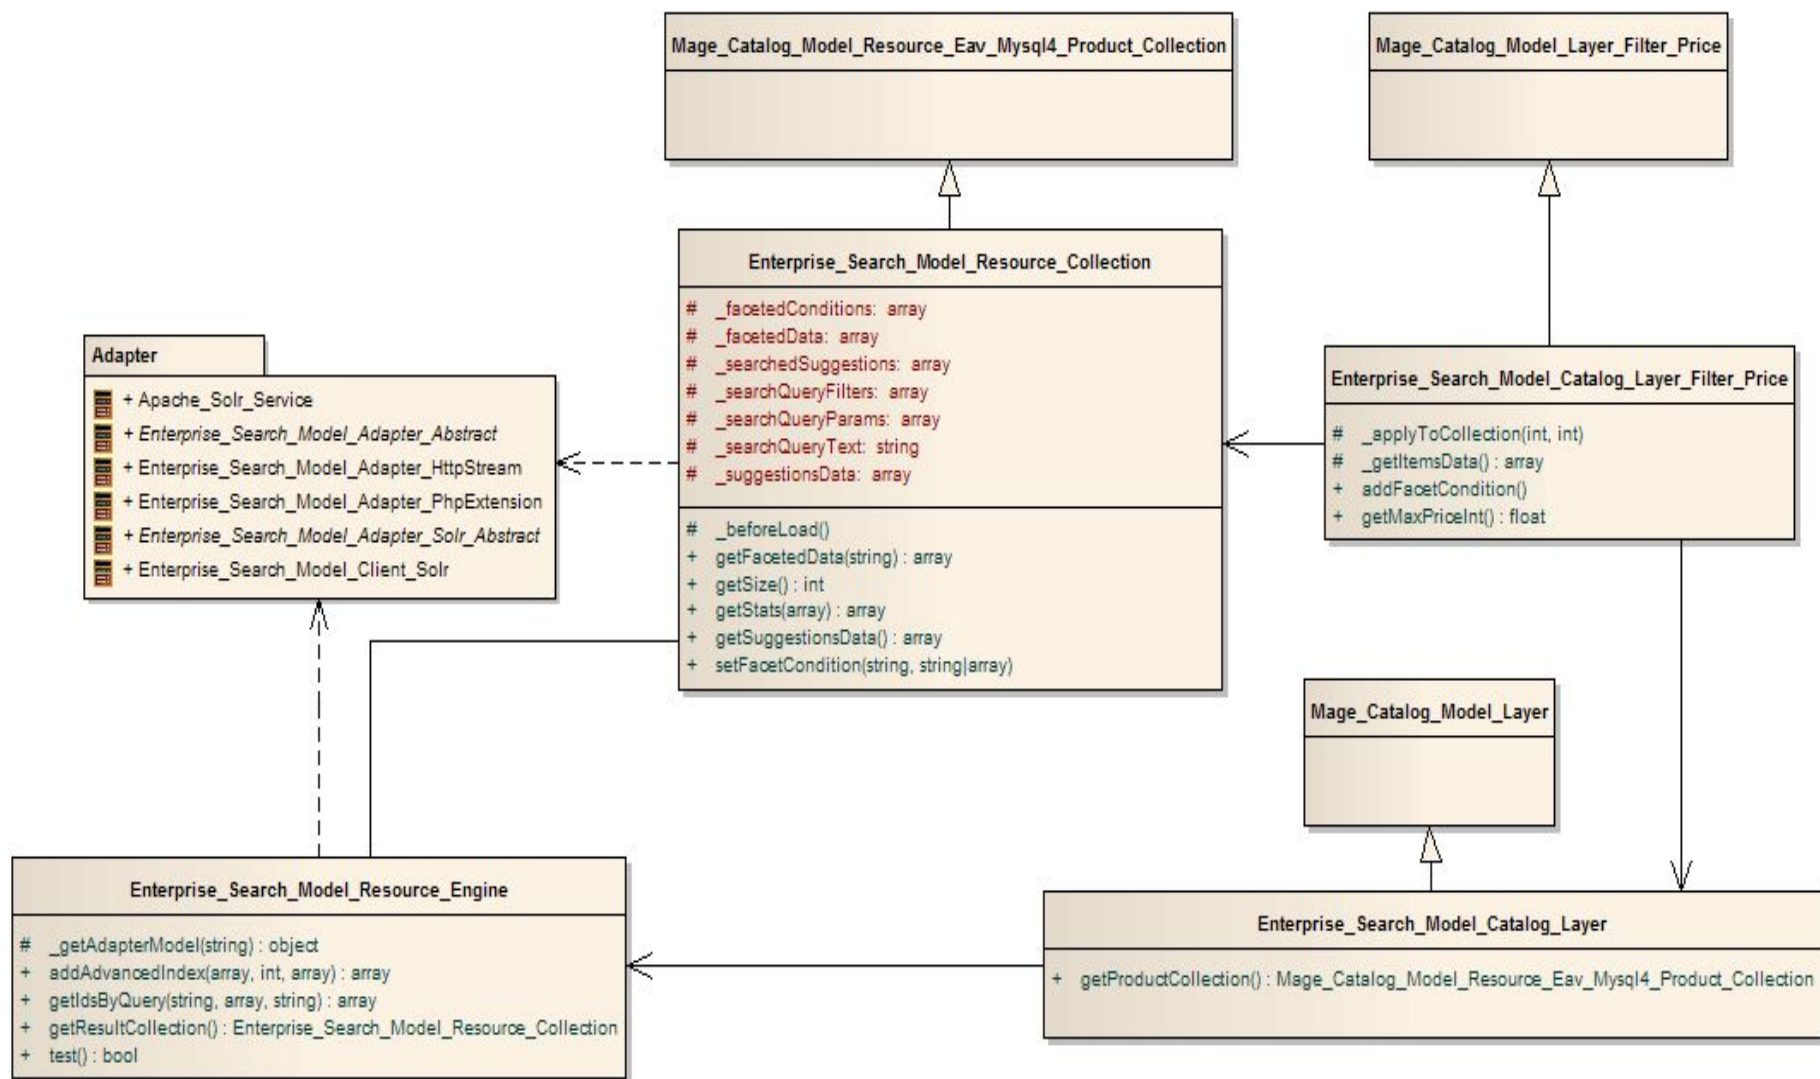 Mage_Catalog_Model_Resource_Eav_Mysql4_Product_Collection
Mage_Catalog_Model_Layer_Filter_Price
Enterprise_Search_Model_Resource_Collection
# _facetedConditions: array
# _facetedData: array
# _searchedSuggestions: array
# _searchQueryFilters: array
# _searchQueryParams: array
# _searchQueryText: string
# _suggestionsData: array
# _beforeLoad()
+ getFacetedData(string) : array
+ getSize() : int
+ getStats(array) : array
+ getSuggestionsData() : array
+ setFacetCondition(string, string|array)
Adapter
+ Apache_Solr_Service
+ Enterprise_Search_Model_Adapter_Abstract
+ Enterprise_Search_Model_Adapter_HttpStream
+ Enterprise_Search_Model_Adapter_PhpExtension
+ Enterprise_Search_Model_Adapter_Solr_Abstract
+ Enterprise_Search_Model_Client_Solr
Enterprise_Search_Model_Catalog_Layer_Filter_Price
# _applyToCollection(int, int)
# _getItemsData() : array
+ addFacetCondition()
+ getMaxPriceInt() : float
Mage_Catalog_Model_Layer
Enterprise_Search_Model_Resource_Engine
# _getAdapterModel(string) : object
+ addAdvancedIndex(array, int, array) : array
+ getIdsByQuery(string, array, string) : array
+ getResultCollection() : Enterprise_Search_Model_Resource_Collection
+ test() : bool
Enterprise_Search_Model_Catalog_Layer
+ getProductCollection() : Mage_Catalog_Model_Resource_Eav_Mysql4_Product_Collection